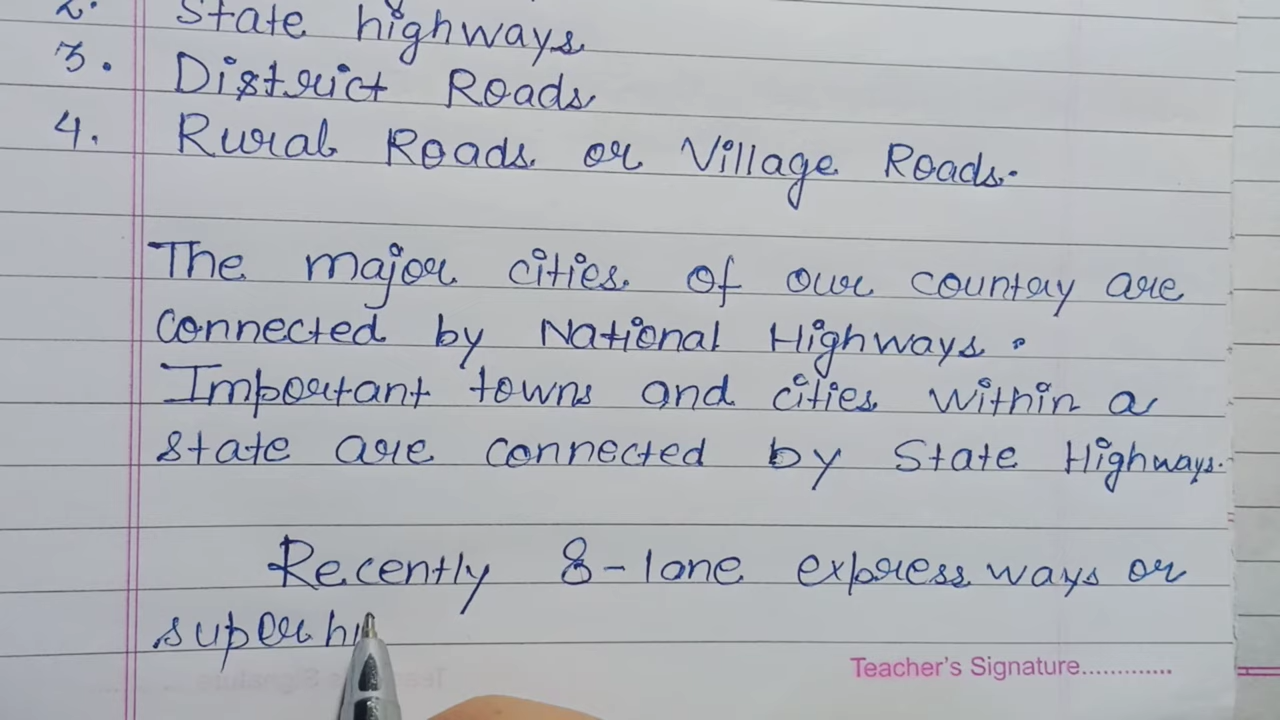 2. State highways
3. District Roads
4. Rural Roads or Village Roads.
The major cities of our country are
connected by National Highways.
Important towns and cities within a
state are connected by State Highways.
Recently 8-lane expressways or
superhi
Teacher's Signature.............